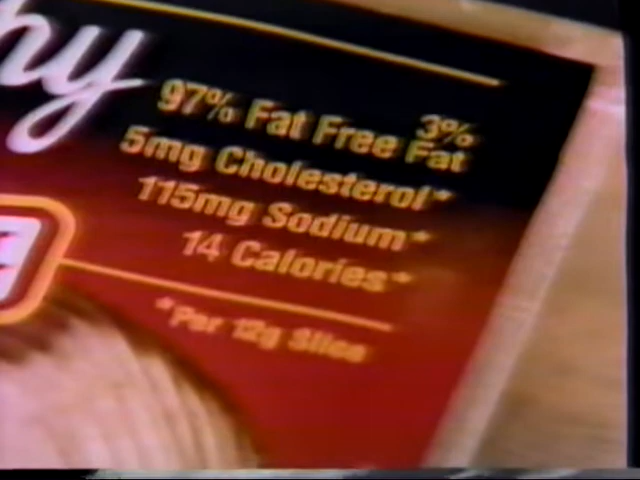 hy
97% Fat Free 3% Fat
5mg Cholesterol*
115mg Sodium*
14 Calories*
*Per 12g Slice